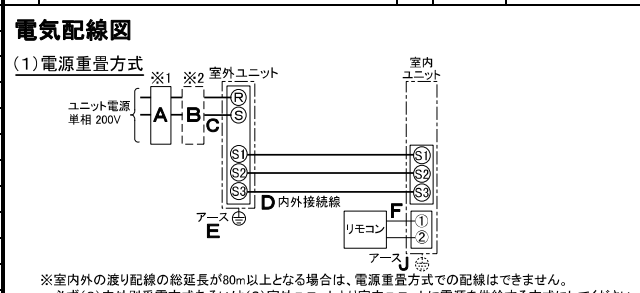 電気配線図
(1)電源重畳方式
※1 ※2 室外ユニット
室内
ユニット
ユニット電源
単相 200V
A B C
R
S
S1 S1
S2 S2
S3 S3
D 内外接続線
アース
E
リモコン
F
①
②
アース J
※室内外の渡り配線の総延長が80m以上となる場合は、電源重畳方式での配線はできません。